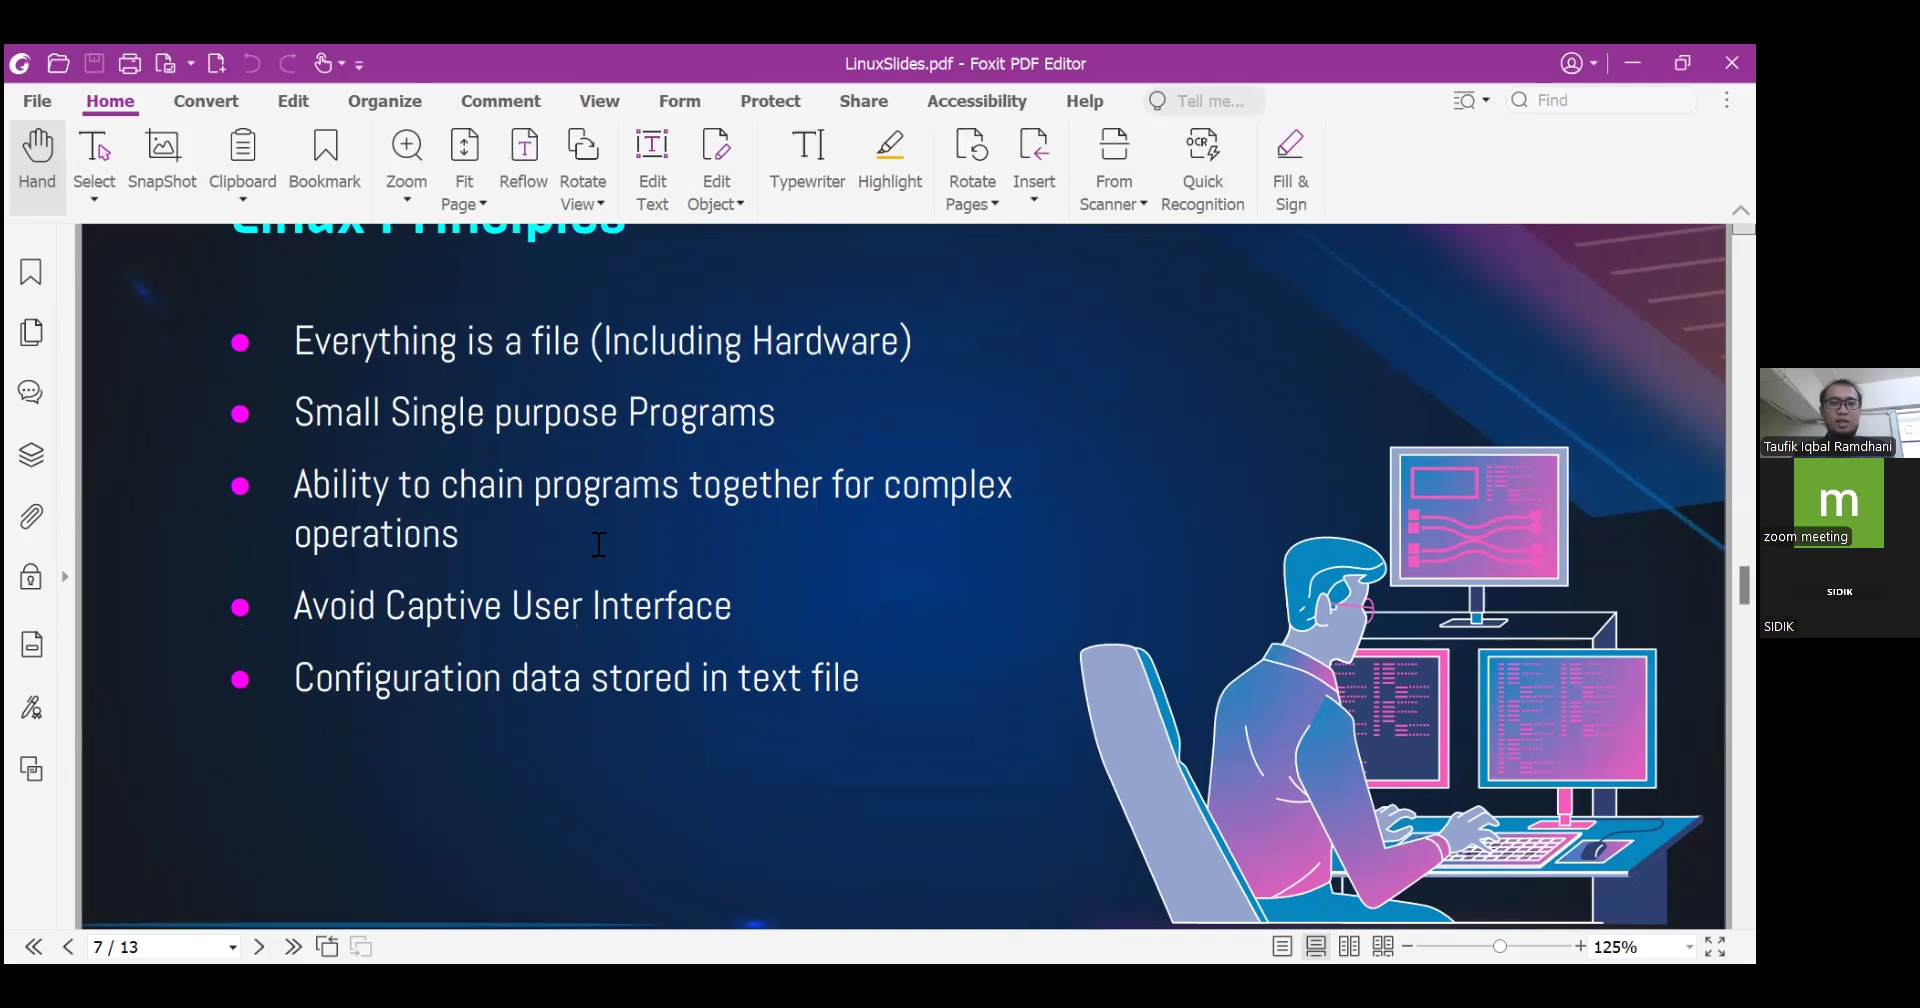 LinuxSlides.pdf - Foxit PDF Editor
File Home Convert Edit Organize Comment View Form Protect Share Accessibility Help Tell me... Find
Hand Select SnapShot Clipboard Bookmark Zoom Fit Page Reflow Rotate View Edit Text Edit Object Typewriter Highlight Rotate Pages Insert From Scanner OCR Quick Recognition Fill & Sign
Linux Principles
Everything is a file (Including Hardware)
Small Single purpose Programs
Ability to chain programs together for complex
operations
Avoid Captive User Interface
Configuration data stored in text file
Taufik Iqbal Ramdhani
m
zoom meeting
SIDIK
SIDIK
7 / 13
125%